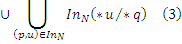 ∪ ⋃_{(p,u)∈In_N} In_N(*u/*q) (3)